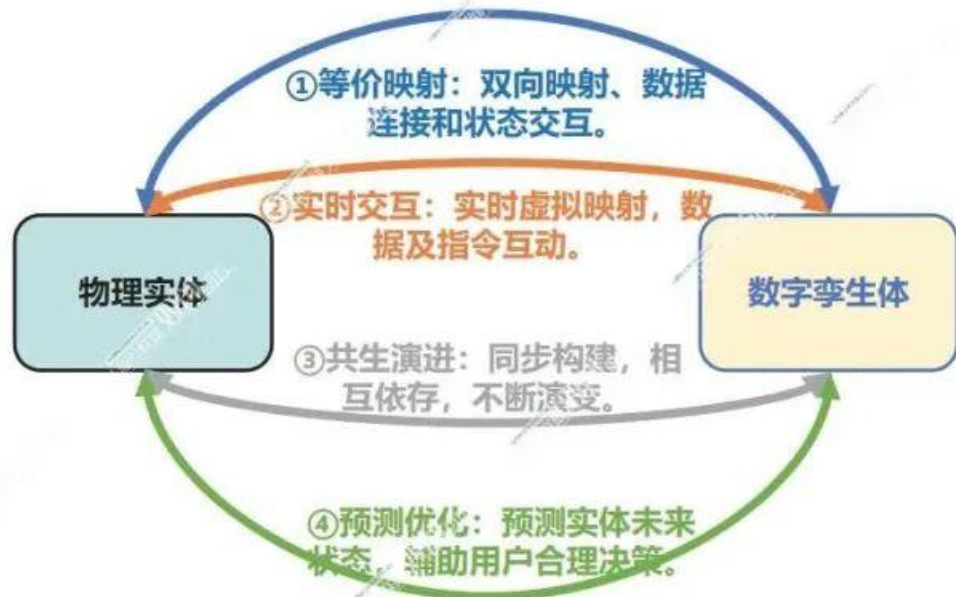 ①等价映射：双向映射、数据
连接和状态交互。
②实时交互：实时虚拟映射，数
据及指令互动。
物理实体
数字孪生体
③共生演进：同步构建，相
互依存，不断演变。
④预测优化：预测实体未来
状态，辅助用户合理决策。